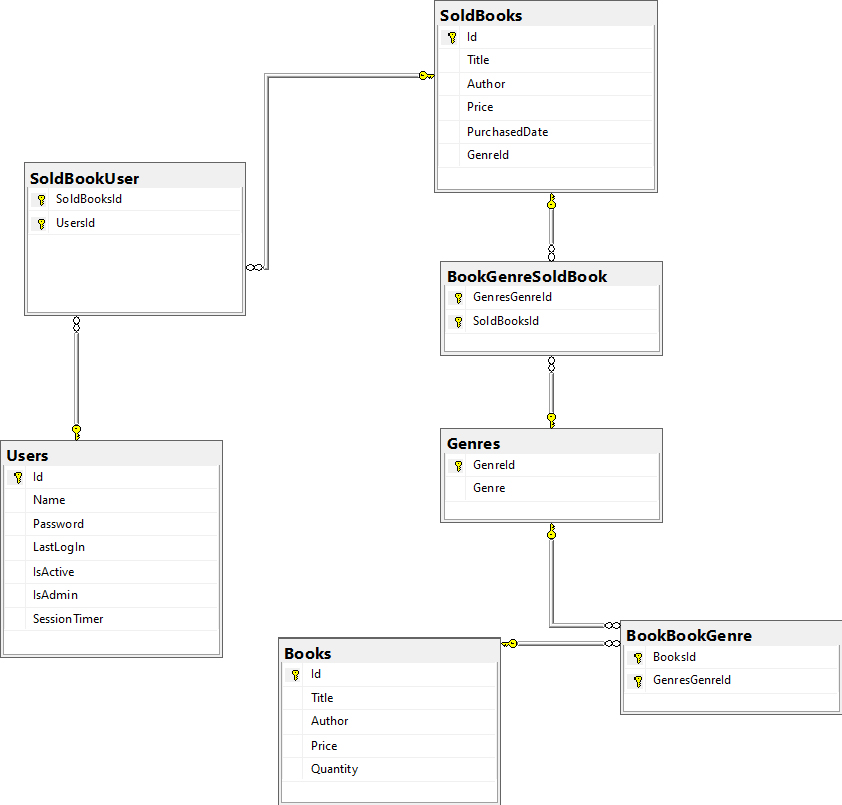 SoldBooks
Id
Title
Author
Price
PurchasedDate
GenreId
SoldBookUser
SoldBooksId
UsersId
BookGenreSoldBook
GenresGenreId
SoldBooksId
Genres
GenreId
Genre
Users
Id
Name
Password
LastLogIn
IsActive
IsAdmin
SessionTimer
BookBookGenre
BooksId
GenresGenreId
Books
Id
Title
Author
Price
Quantity